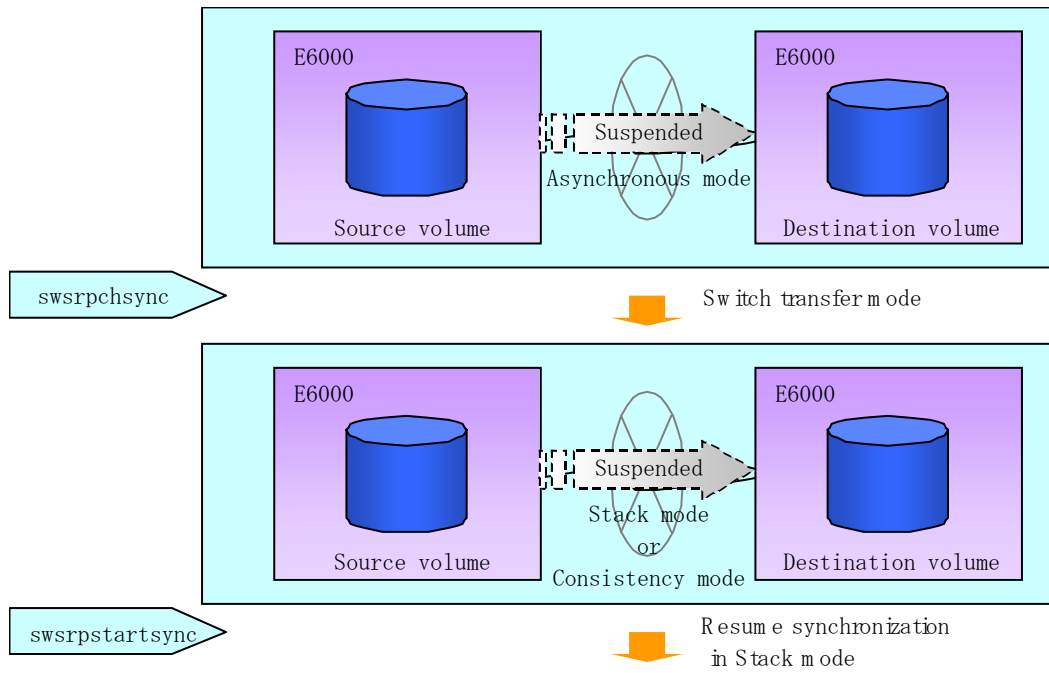 E6000
E6000
Suspended
Asynchronous mode
Source volume
Destination volume
swsrpchsync
Switch transfer mode
E6000
E6000
Suspended
Stack mode
or
Consistency mode
Source volume
Destination volume
swsrpstartsync
Resume synchronization
in Stack mode